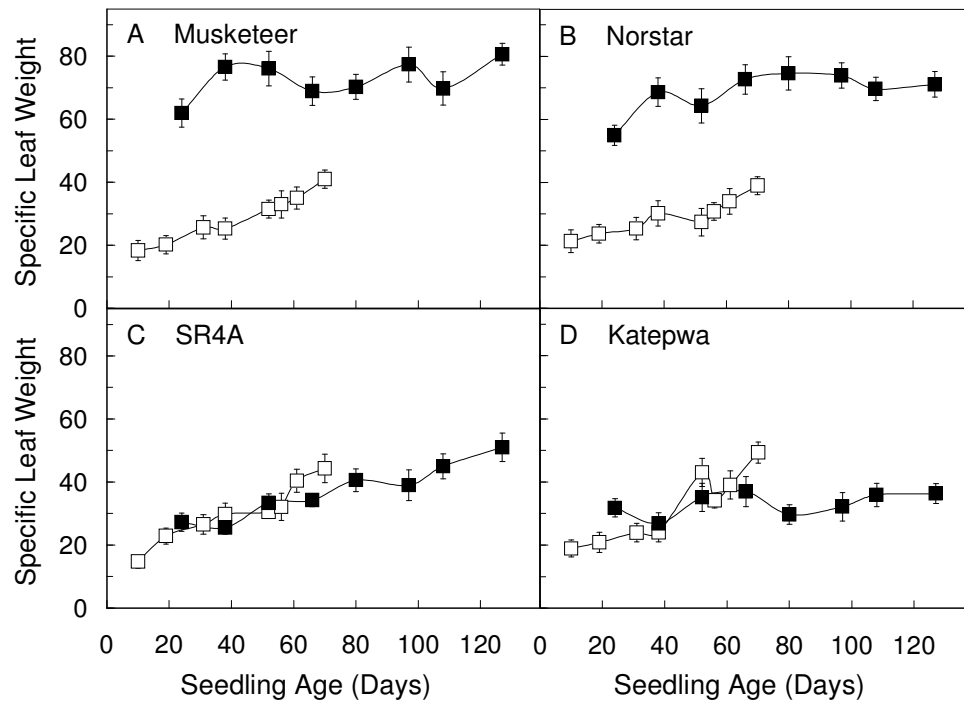 A Musketeer
B Norstar
80
60
40
20
0
Specific Leaf Weight
C SR4A
D Katepwa
80
60
40
20
0
Specific Leaf Weight
0 20 40 60 80 100 120
0 20 40 60 80 100 120
Seedling Age (Days)
Seedling Age (Days)